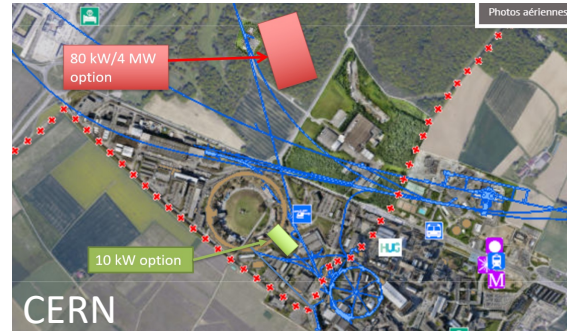 Photos aériennes
80 kW/4 MW
option
HUG
10 kW option
M
CERN